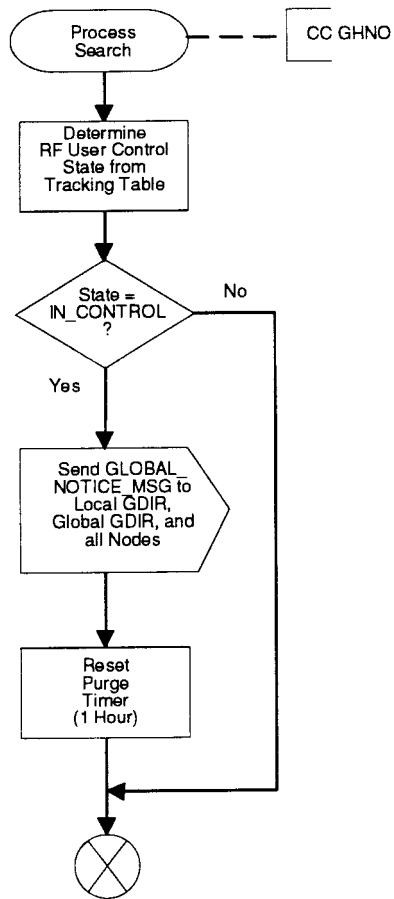 Process
Search
CC GHNO
Determine
RF User Control
State from
Tracking Table
State =
IN_CONTROL
?
No
Yes
Send GLOBAL_
NOTICE_MSG to
Local GDIR,
Global GDIR, and
all Nodes
Reset
Purge
Timer
(1 Hour)